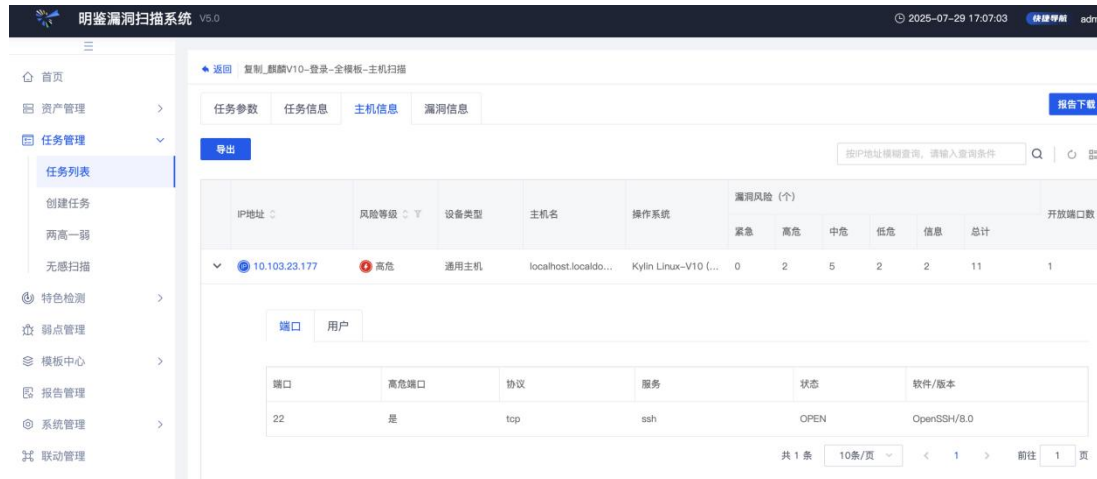 明鉴漏洞扫描系统 V5.0 2025-07-29 17:07:03 快捷导航 adm
首页
资产管理
任务管理
任务列表
创建任务
两高一弱
无感扫描
特色检测
弱点管理
模板中心
报告管理
系统管理
联动管理
返回 复制_麒麟V10-登录-全模板-主机扫描
任务参数 任务信息 主机信息 漏洞信息 报告下载
导出 按IP地址模糊查询，请输入查询条件
IP地址 风险等级 设备类型 主机名 操作系统 漏洞风险（个） 开放端口数
紧急 高危 中危 低危 信息 总计
10.103.23.177 高危 通用主机 localhost.localdo... Kylin Linux-V10 (... 0 2 5 2 2 11 1
端口 用户
端口 高危端口 协议 服务 状态 软件/版本
22 是 tcp ssh OPEN OpenSSH/8.0
共 1 条 10条/页 < 1 > 前往 1 页